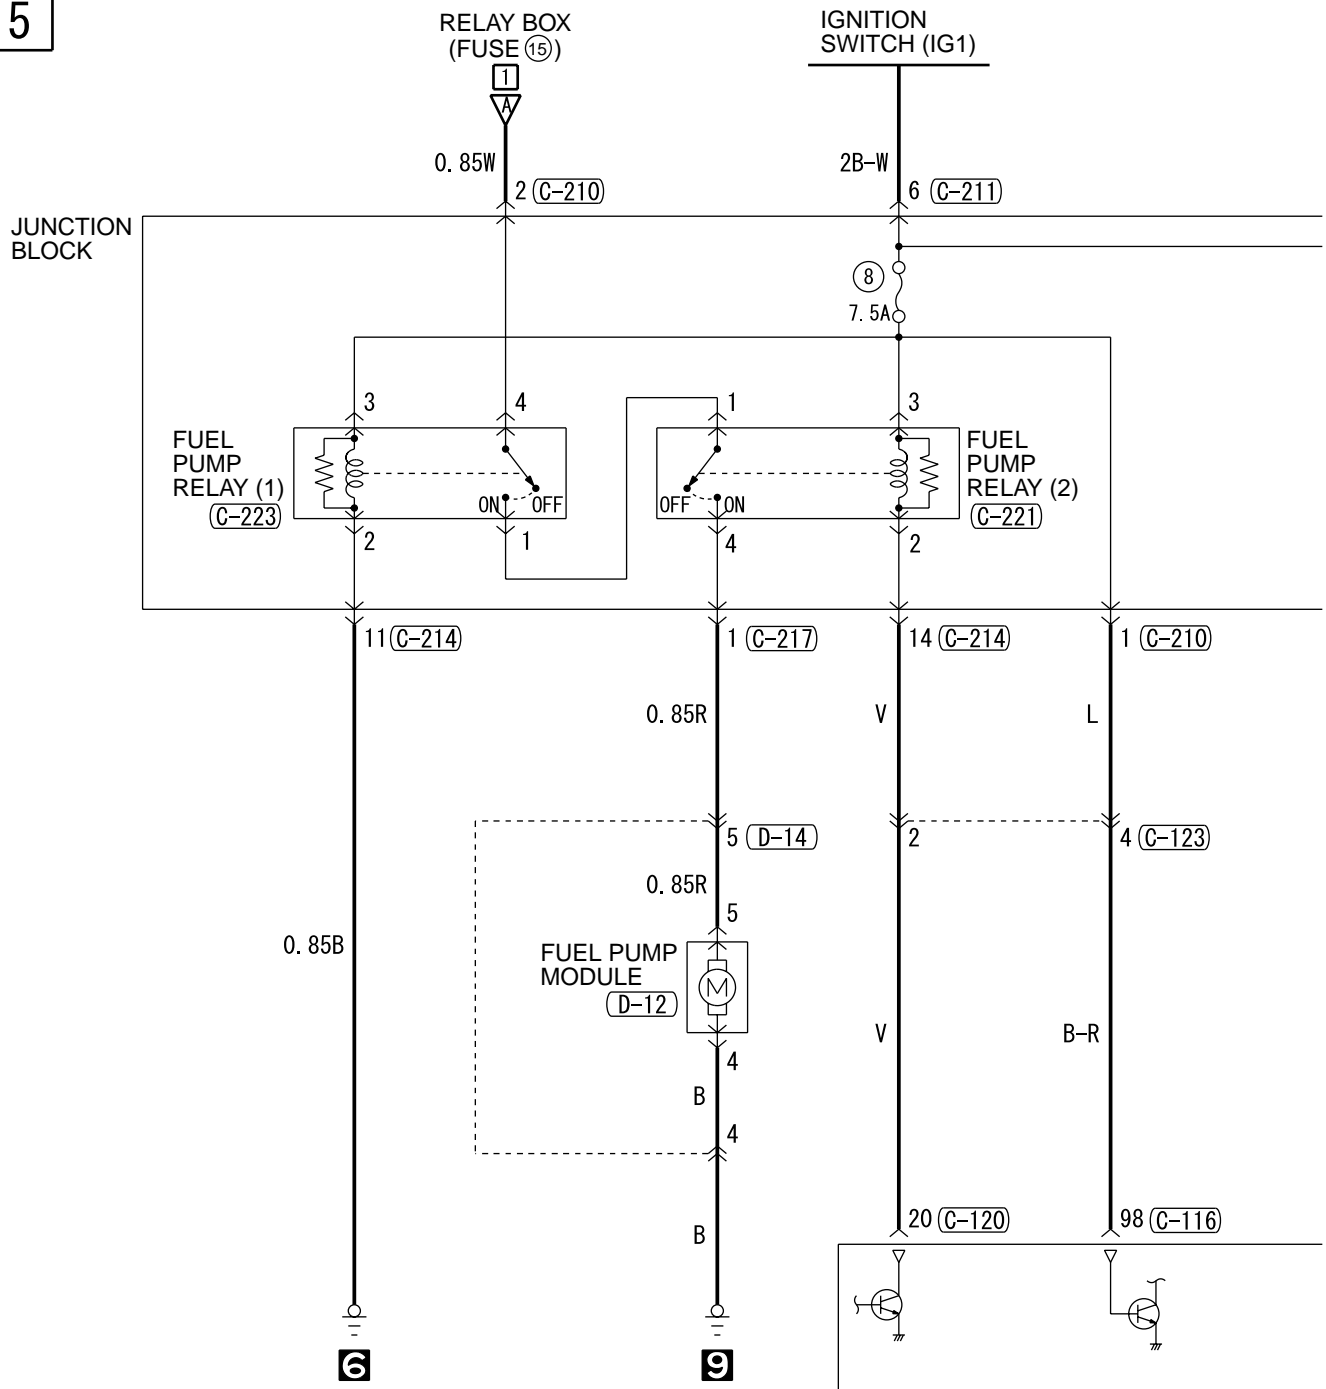 5
RELAY BOX
(FUSE ⑮)
1
A
IGNITION
SWITCH (IG1)
0.85W
2B-W
2 (C-210)
6 (C-211)
JUNCTION
BLOCK
8
7.5A
3
4
1
3
FUEL
PUMP
RELAY (1)
(C-223)
ON
OFF
OFF
ON
FUEL
PUMP
RELAY (2)
(C-221)
2
1
4
2
11 (C-214)
1 (C-217)
14 (C-214)
1 (C-210)
0.85R
V
L
5 (D-14)
2
4 (C-123)
0.85R
5
0.85B
FUEL PUMP
MODULE
(D-12)
M
V
B-R
4
B
4
B
20 (C-120)
98 (C-116)
6
9